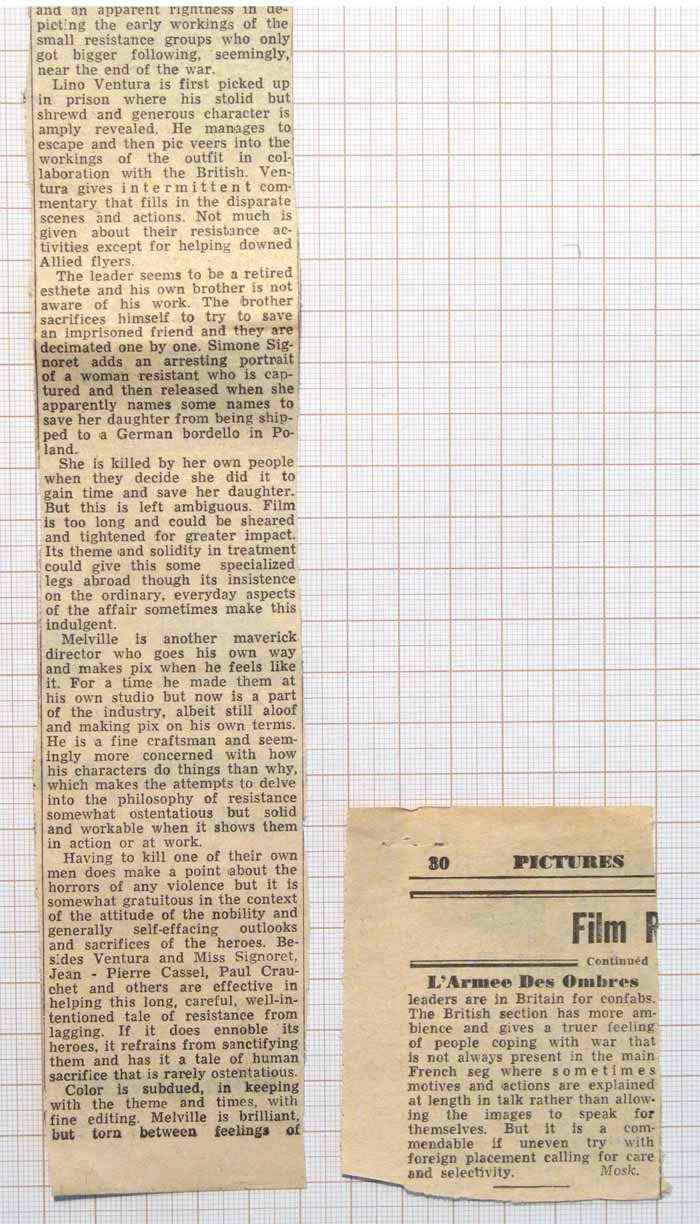 and an apparent rightness in de-
picting the early workings of the
small resistance groups who only
got bigger following, seemingly,
near the end of the war.
Lino Ventura is first picked up
in prison where his stolid but
shrewd and generous character is
amply revealed. He manages to
escape and then pic veers into the
workings of the outfit in col-
laboration with the British. Ven-
tura gives intermittent com-
mentary that fills in the disparate
scenes and actions. Not much is
given about their resistance ac-
tivities except for helping downed
Allied flyers.
The leader seems to be a retired
esthete and his own brother is not
aware of his work. The brother
sacrifices himself to try to save
an imprisoned friend and they are
decimated one by one. Simone Sig-
noret adds an arresting portrait
of a woman resistant who is cap-
tured and then released when she
apparently names some names to
save her daughter from being ship-
ped to a German bordello in Po-
land.
She is killed by her own people
when they decide she did it to
gain time and save her daughter.
But this is left ambiguous. Film
is too long and could be sheared
and tightened for greater impact.
Its theme and solidity in treatment
could give this some specialized
legs abroad though its insistence
on the ordinary, everyday aspects
of the affair sometimes make this
indulgent.
Melville is another maverick
director who goes his own way
and makes pix when he feels like
it. For a time he made them at
his own studio but now is a part
of the industry, albeit still aloof
and making pix on his own terms.
He is a fine craftsman and seem-
ingly more concerned with how
his characters do things than why,
which makes the attempts to delve
into the philosophy of resistance
somewhat ostentatious but solid
and workable when it shows them
in action or at work.
Having to kill one of their own
men does make a point about the
horrors of any violence but it is
somewhat gratuitous in the context
of the attitude of the nobility and
generally self-effacing outlooks
and sacrifices of the heroes. Be-
sides Ventura and Miss Signoret,
Jean - Pierre Cassel, Paul Crau-
chet and others are effective in
helping this long, careful, well-in-
tentioned tale of resistance from
lagging. If it does ennoble its
heroes, it refrains from sanctifying
them and has it a tale of human
sacrifice that is rarely ostentatious.
Color is subdued, in keeping
with the theme and times, with
fine editing. Melville is brilliant,
but torn between feelings of
30 PICTURES
Film R
Continued
L'Armee Des Ombres
leaders are in Britain for confabs.
The British section has more am-
bience and gives a truer feeling
of people coping with war that
is not always present in the main
French seg where sometimes
motives and actions are explained
at length in talk rather than allow-
ing the images to speak for
themselves. But it is a com-
mendable if uneven try with
foreign placement calling for care
and selectivity. Mosk.